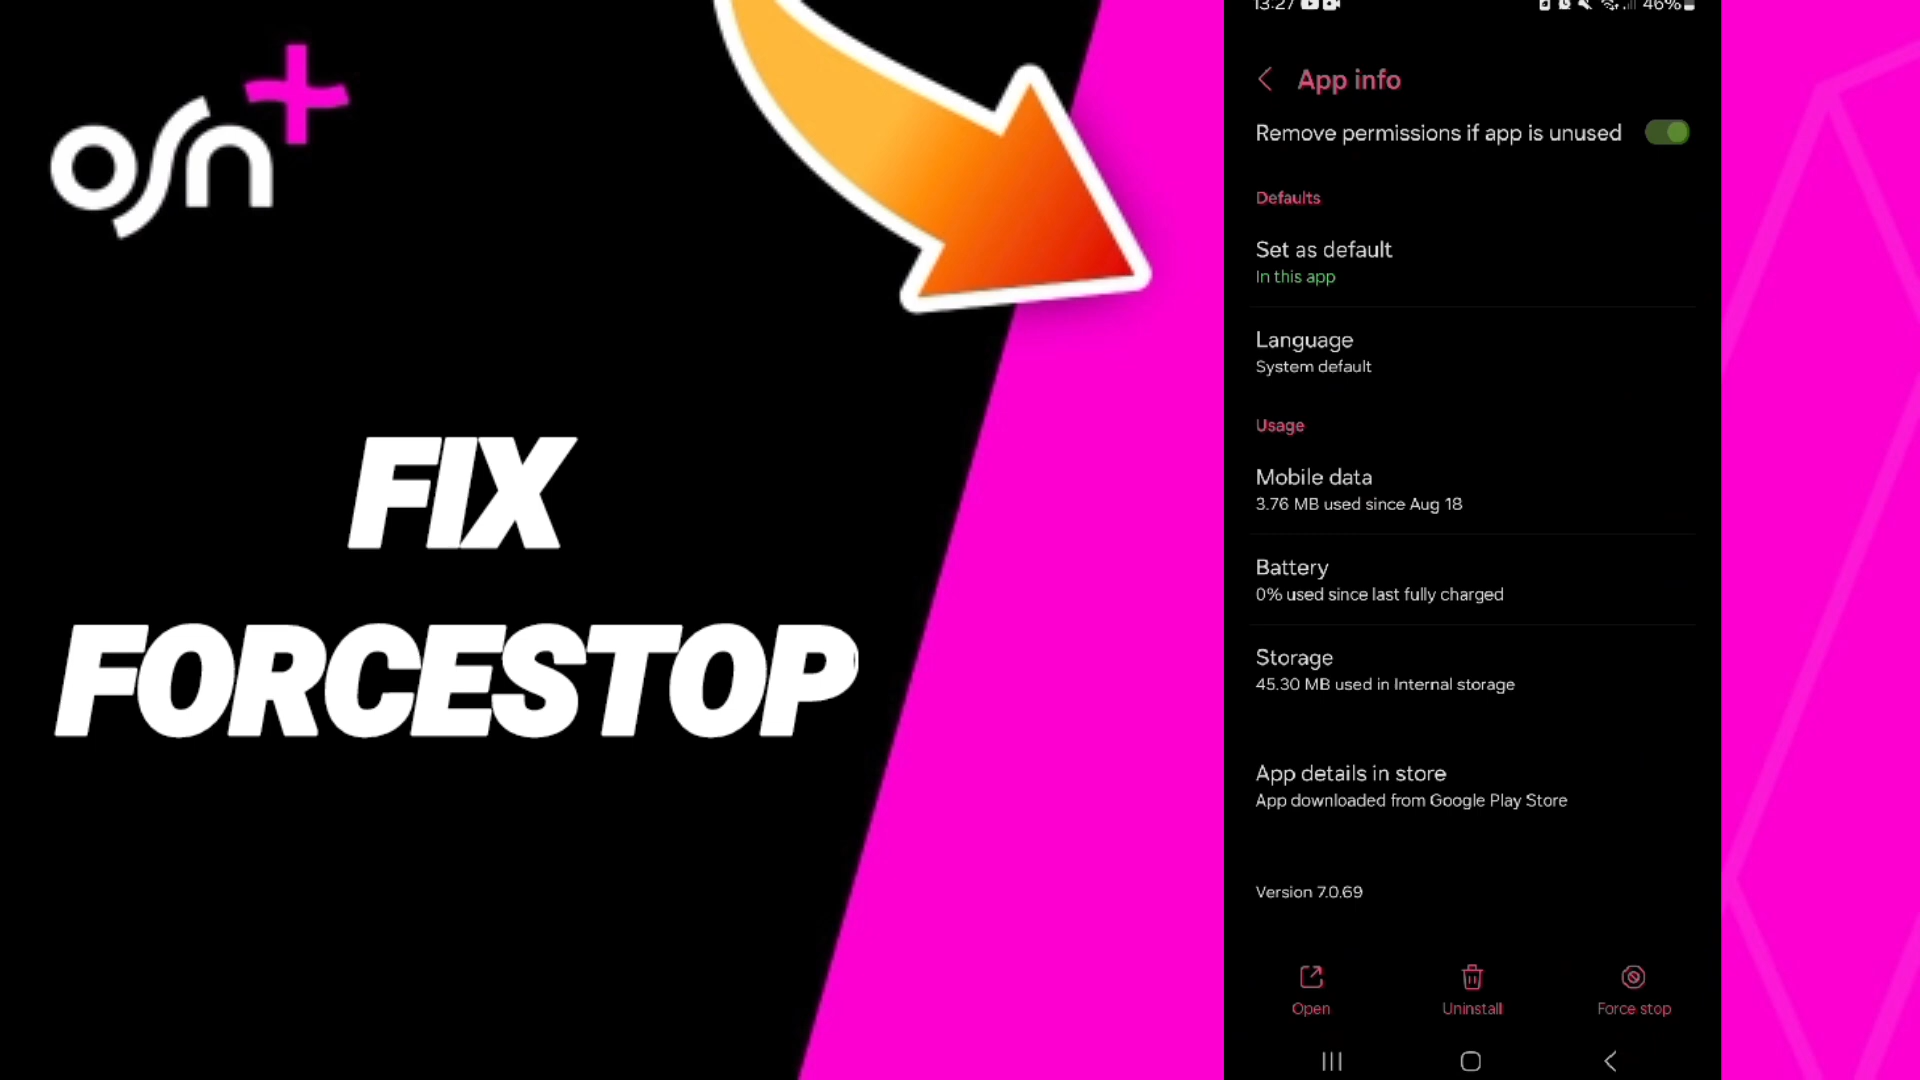 osn+
FIX
FORCESTOP
13:27
46%
App info
Remove permissions if app is unused
Defaults
Set as default
In this app
Language
System default
Usage
Mobile data
3.76 MB used since Aug 18
Battery
0% used since last fully charged
Storage
45.30 MB used in Internal storage
App details in store
App downloaded from Google Play Store
Version 7.0.69
Open
Uninstall
Force stop